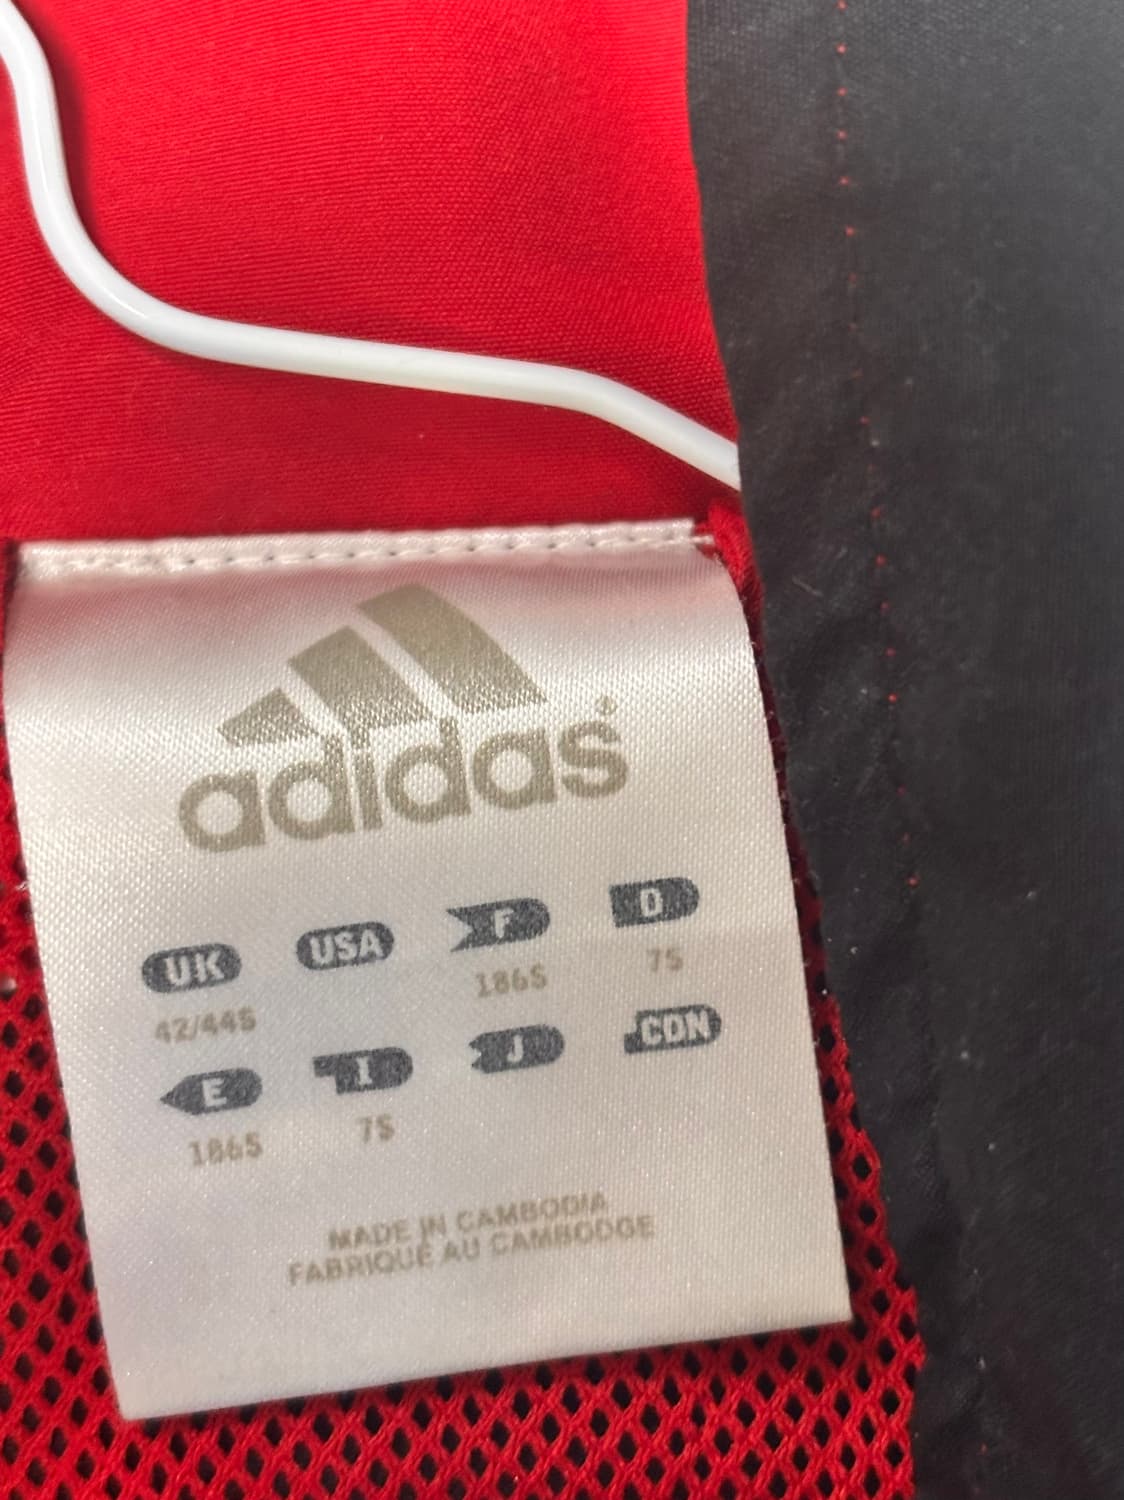 adidas
UK USA F D
42/44S 186S 7S
E I J CDN
186S 7S
MADE IN CAMBODIA
FABRIQUÉ AU CAMBODGE